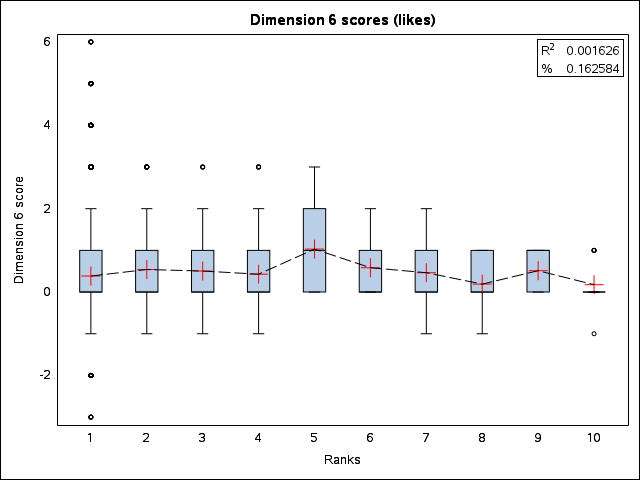 Dimension 6 scores (likes)
R2 0.001626
% 0.162584
6
4
2
0
-2
Dimension 6 score
1 2 3 4 5 6 7 8 9 10
Ranks